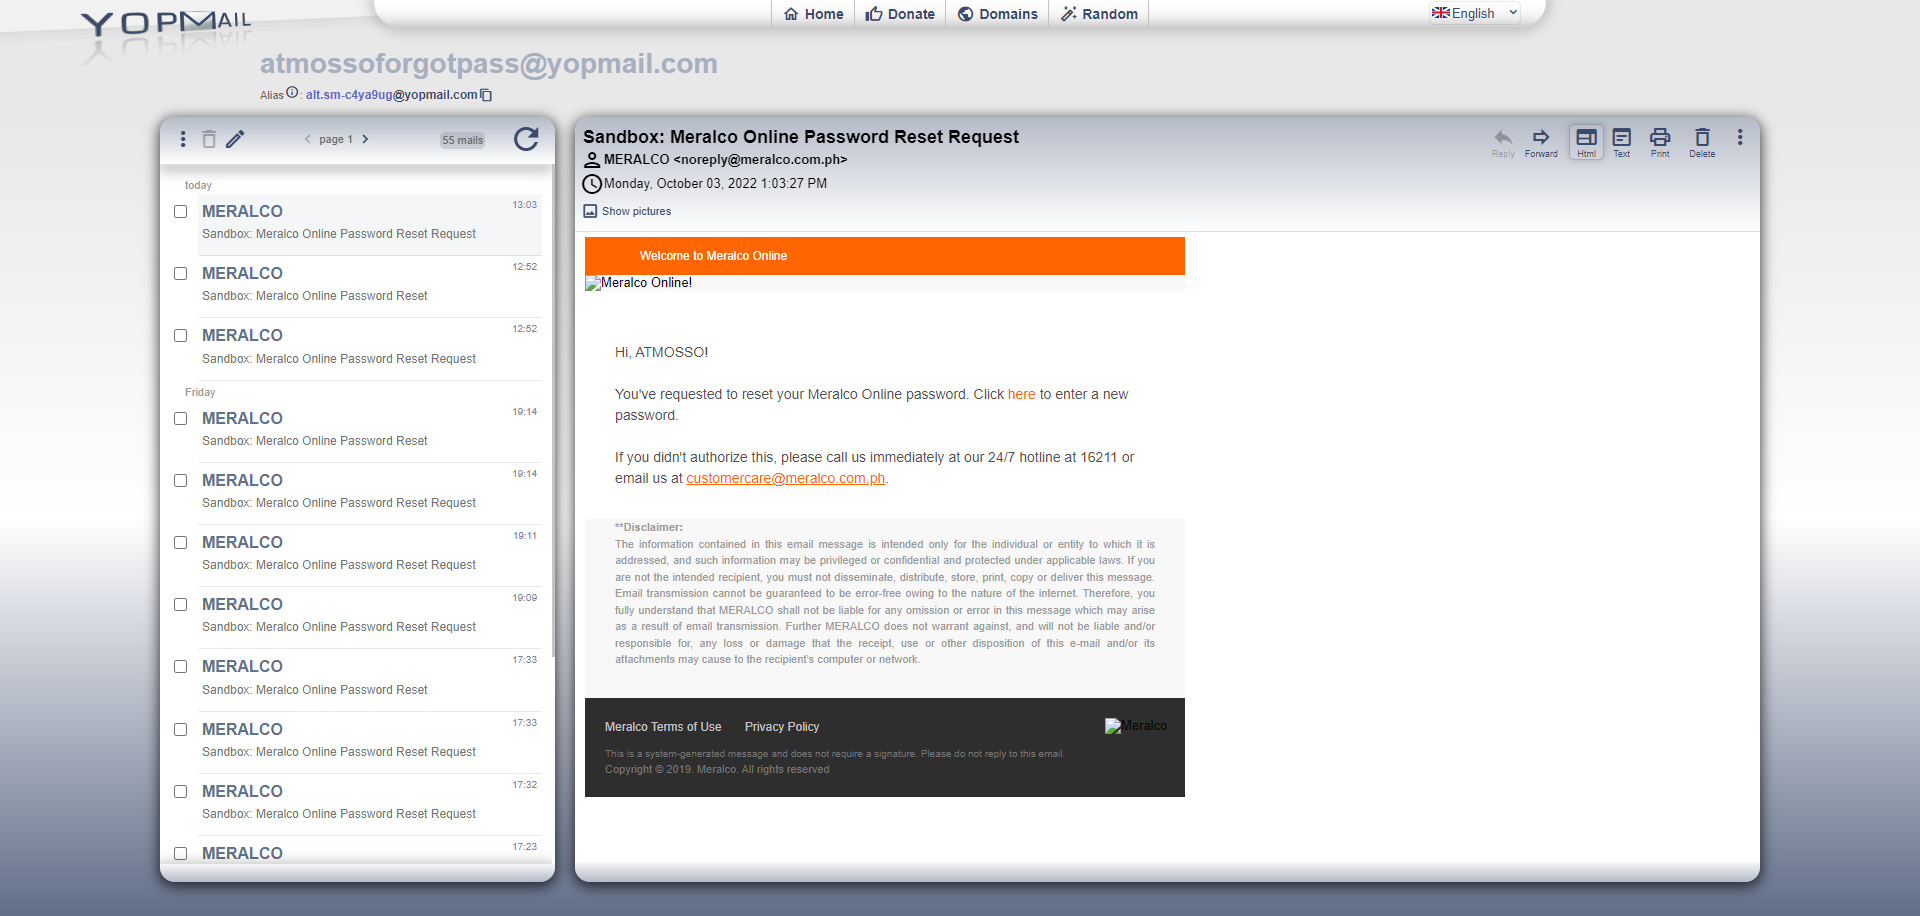 YOPMAIL
Home
Donate
Domains
Random
English
atmossoforgotpass@yopmail.com
Alias : alt.sm-c4ya9ug@yopmail.com
page 1
55 mails
today
MERALCO 13:03
Sandbox: Meralco Online Password Reset Request
MERALCO 12:52
Sandbox: Meralco Online Password Reset
MERALCO 12:52
Sandbox: Meralco Online Password Reset Request
Friday
MERALCO 19:14
Sandbox: Meralco Online Password Reset
MERALCO 19:14
Sandbox: Meralco Online Password Reset Request
MERALCO 19:11
Sandbox: Meralco Online Password Reset Request
MERALCO 19:09
Sandbox: Meralco Online Password Reset Request
MERALCO 17:33
Sandbox: Meralco Online Password Reset
MERALCO 17:33
Sandbox: Meralco Online Password Reset Request
MERALCO 17:32
Sandbox: Meralco Online Password Reset Request
MERALCO 17:23
Sandbox: Meralco Online Password Reset Request
MERALCO <noreply@meralco.com.ph>
Monday, October 03, 2022 1:03:27 PM
Show pictures
Reply
Forward
Html
Text
Print
Delete
Welcome to Meralco Online
Meralco Online!
Hi, ATMOSSO!
You've requested to reset your Meralco Online password. Click here to enter a new
password.
If you didn't authorize this, please call us immediately at our 24/7 hotline at 16211 or
email us at customercare@meralco.com.ph.
**Disclaimer:
The information contained in this email message is intended only for the individual or entity to which it is
addressed, and such information may be privileged or confidential and protected under applicable laws. If you
are not the intended recipient, you must not disseminate, distribute, store, print, copy or deliver this message.
Email transmission cannot be guaranteed to be error-free owing to the nature of the internet. Therefore, you
fully understand that MERALCO shall not be liable for any omission or error in this message which may arise
as a result of email transmission. Further MERALCO does not warrant against, and will not be liable and/or
responsible for, any loss or damage that the receipt, use or other disposition of this e-mail and/or its
attachments may cause to the recipient's computer or network.
Meralco Terms of Use Privacy Policy
Meralco
This is a system-generated message and does not require a signature. Please do not reply to this email.
Copyright © 2019. Meralco. All rights reserved